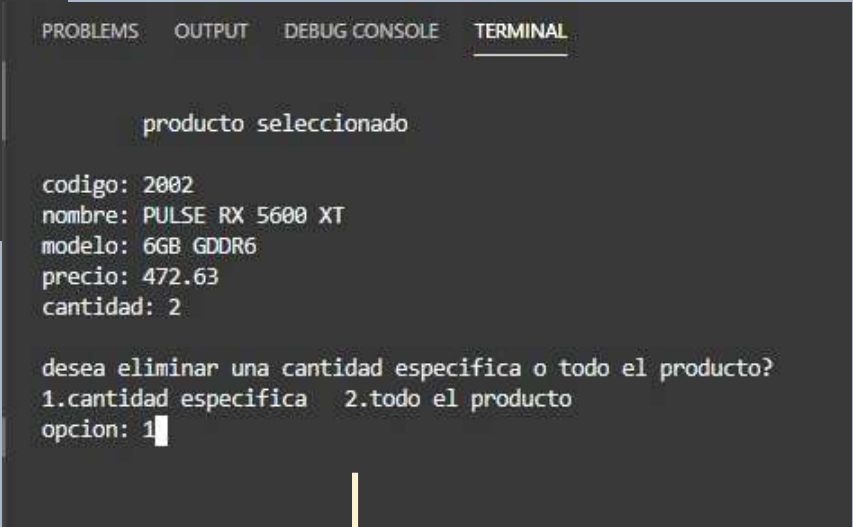 PROBLEMS OUTPUT DEBUG CONSOLE TERMINAL
producto seleccionado
codigo: 2002
nombre: PULSE RX 5600 XT
modelo: 6GB GDDR6
precio: 472.63
cantidad: 2
desea eliminar una cantidad especifica o todo el producto?
1.cantidad especifica 2.todo el producto
opcion: 1